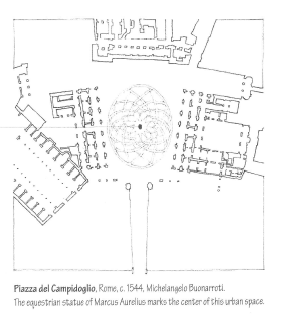 Piazza del Campidoglio, Rome, c. 1544, Michelangelo Buonarroti.
The equestrian statue of Marcus Aurelius marks the center of this urban space.